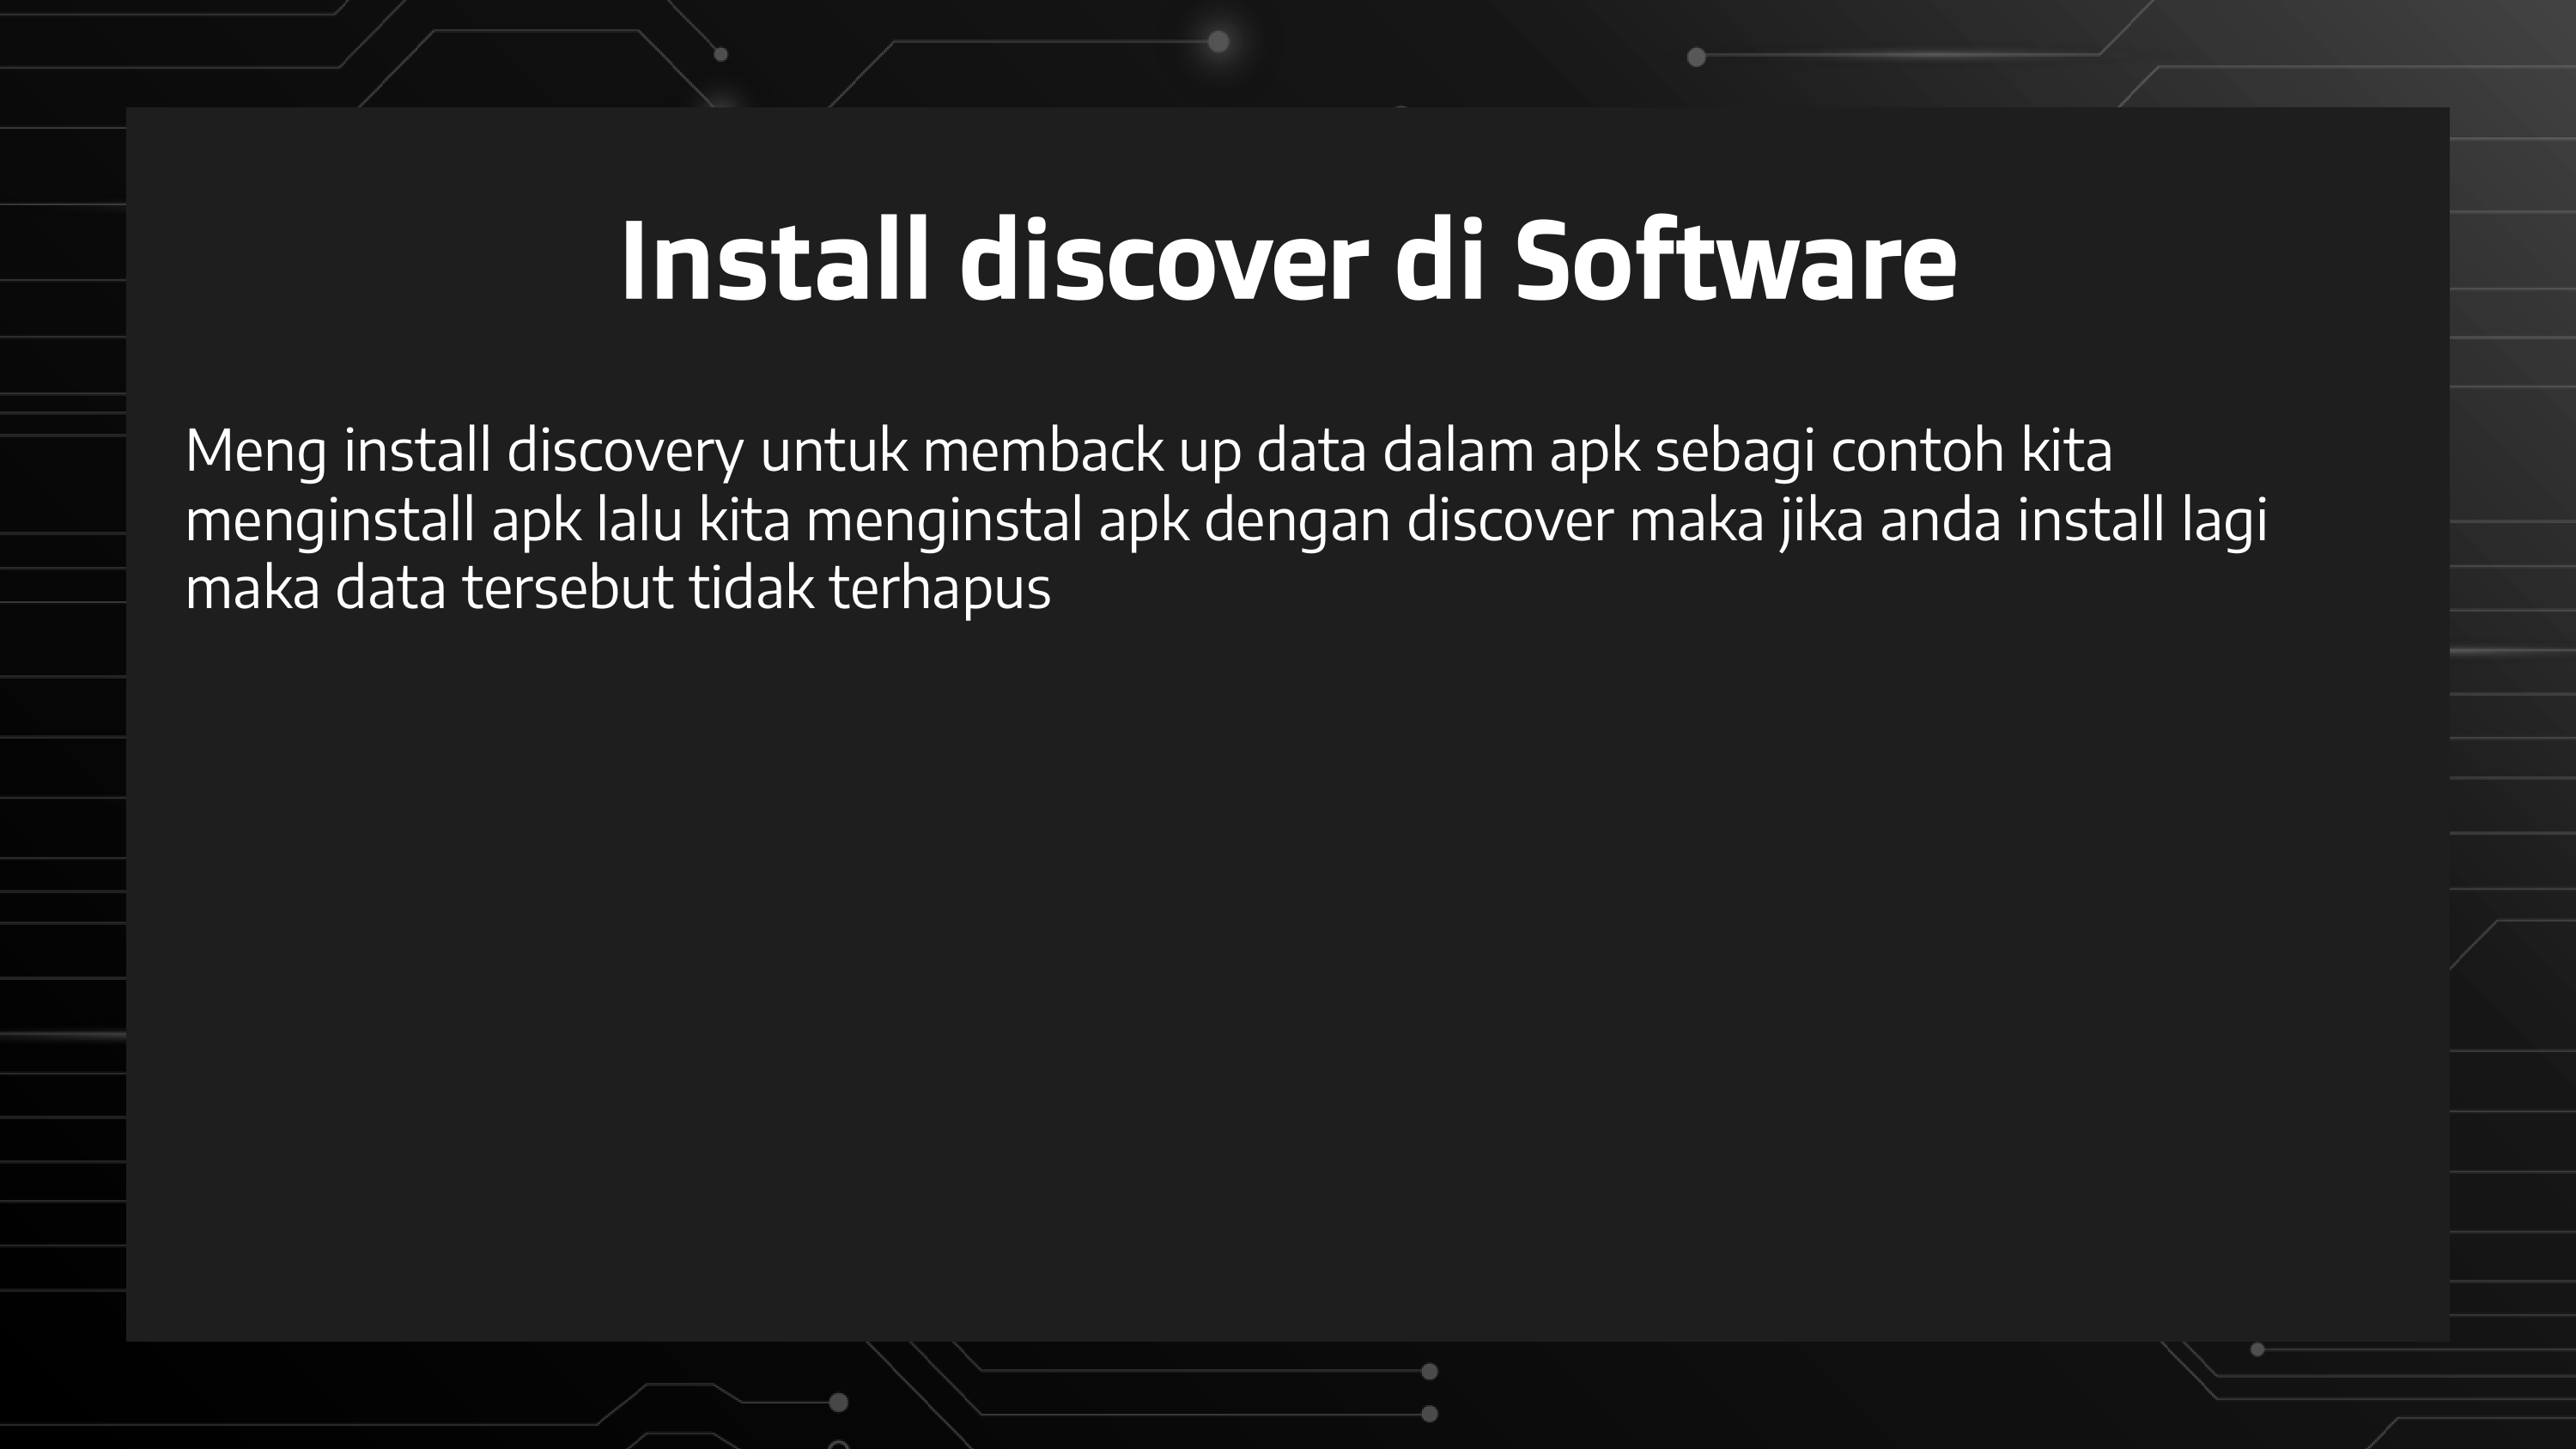 Install discover di Software
Meng install discovery untuk memback up data dalam apk sebagi contoh kita
menginstall apk lalu kita menginstal apk dengan discover maka jika anda install lagi
maka data tersebut tidak terhapus